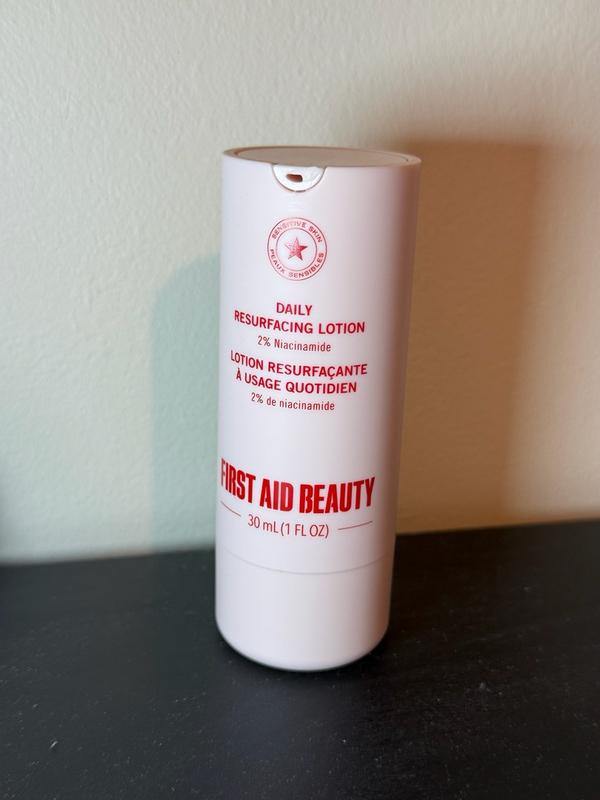 SENSITIVE SKIN
PEAUX SENSIBLES
DAILY
RESURFACING LOTION
2% Niacinamide
LOTION RESURFAÇANTE
À USAGE QUOTIDIEN
2% de niacinamide
FIRST AID BEAUTY
30 mL (1 FL OZ)